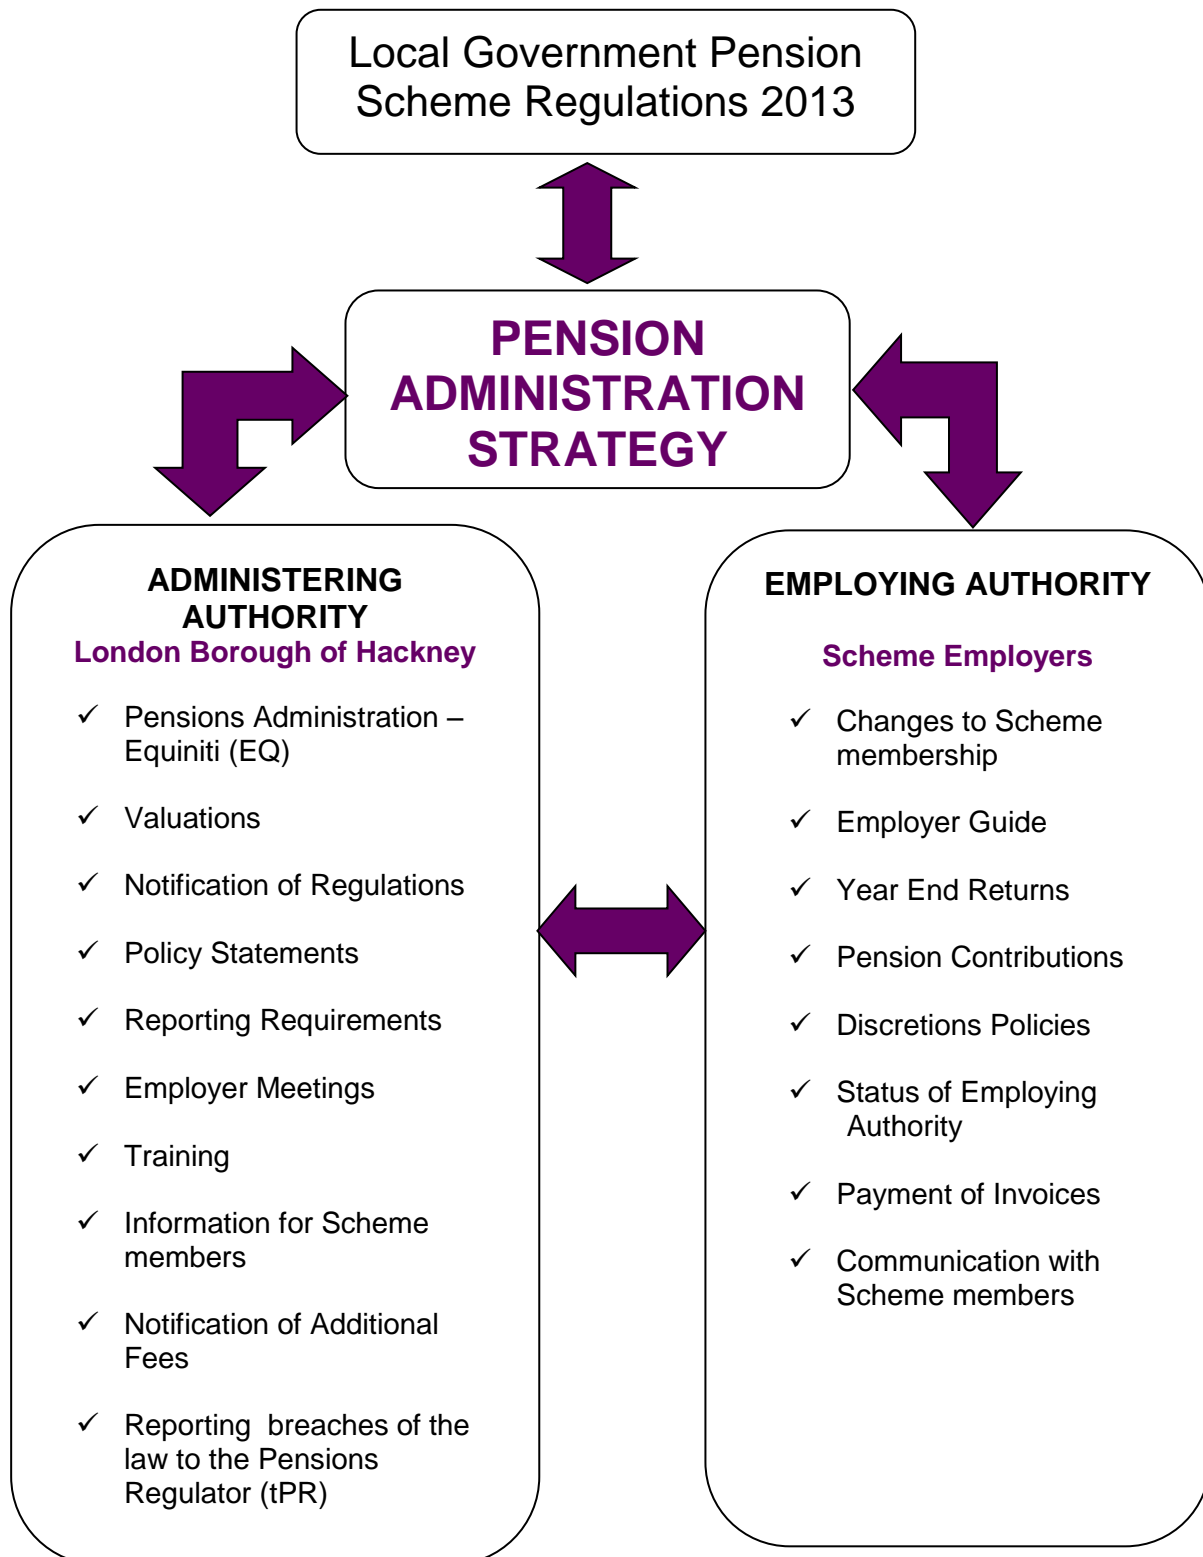 Local Government Pension
Scheme Regulations 2013
PENSION
ADMINISTRATION
STRATEGY
ADMINISTERING
AUTHORITY
London Borough of Hackney
✓ Pensions Administration –
Equiniti (EQ)
✓ Valuations
✓ Notification of Regulations
✓ Policy Statements
✓ Reporting Requirements
✓ Employer Meetings
✓ Training
✓ Information for Scheme
members
✓ Notification of Additional
Fees
✓ Reporting  breaches of the
law to the Pensions
Regulator (tPR)
EMPLOYING AUTHORITY
Scheme Employers
✓ Changes to Scheme
membership
✓ Employer Guide
✓ Year End Returns
✓ Pension Contributions
✓ Discretions Policies
✓ Status of Employing
Authority
✓ Payment of Invoices
✓ Communication with
Scheme members